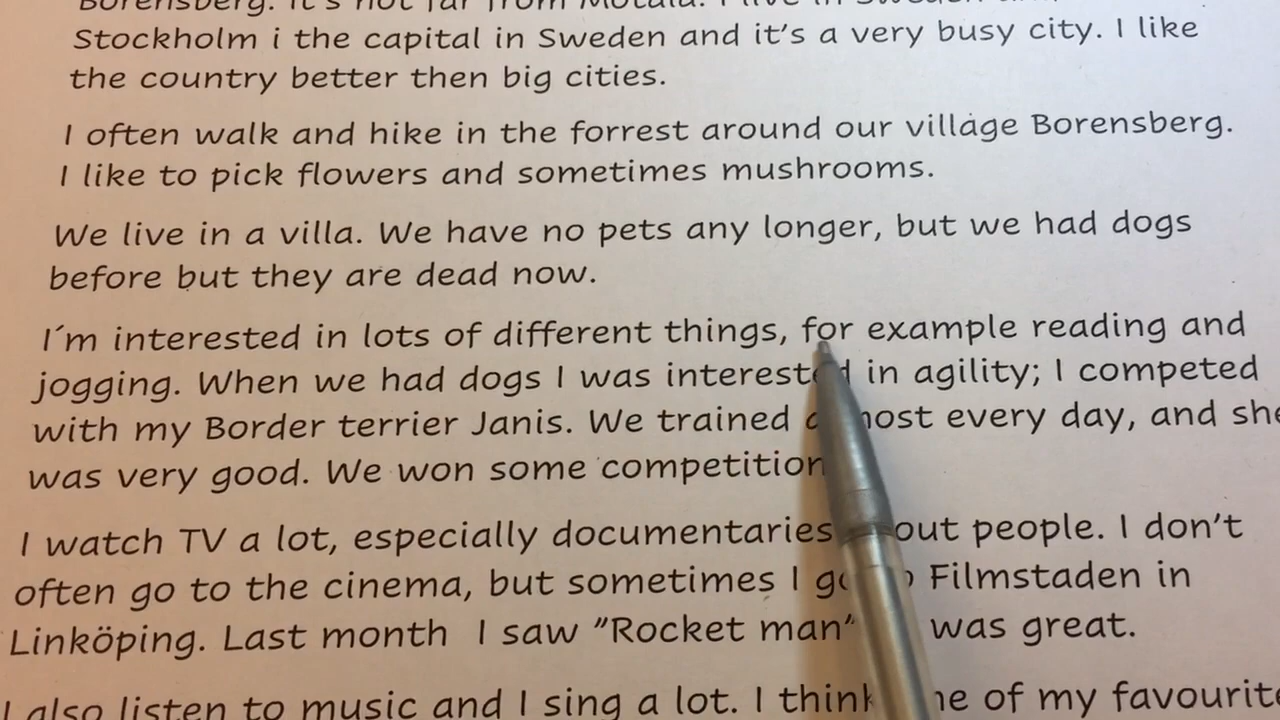 Borensberg. It's not far from Motala. I live in Sweden and
Stockholm i the capital in Sweden and it's a very busy city. I like
the country better then big cities.
I often walk and hike in the forrest around our village Borensberg.
I like to pick flowers and sometimes mushrooms.
We live in a villa. We have no pets any longer, but we had dogs
before but they are dead now.
I´m interested in lots of different things, for example reading and
jogging. When we had dogs I was interested in agility; I competed
with my Border terrier Janis. We trained almost every day, and she
was very good. We won some competition
I watch TV a lot, especially documentaries about people. I don't
often go to the cinema, but sometimes I go Filmstaden in
Linköping. Last month I saw ”Rocket man” was great.
I also listen to music and I sing a lot. I think of my favourite